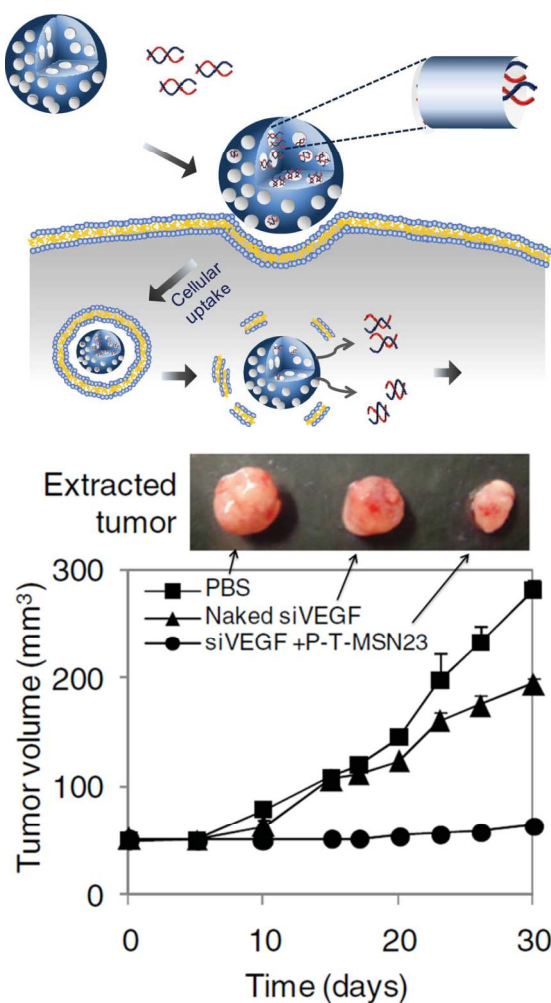 Cellular
uptake
Extracted
tumor
PBS
Naked siVEGF
siVEGF +P-T-MSN23
Tumor volume (mm³)
300
200
100
0
0 10 20 30
Time (days)